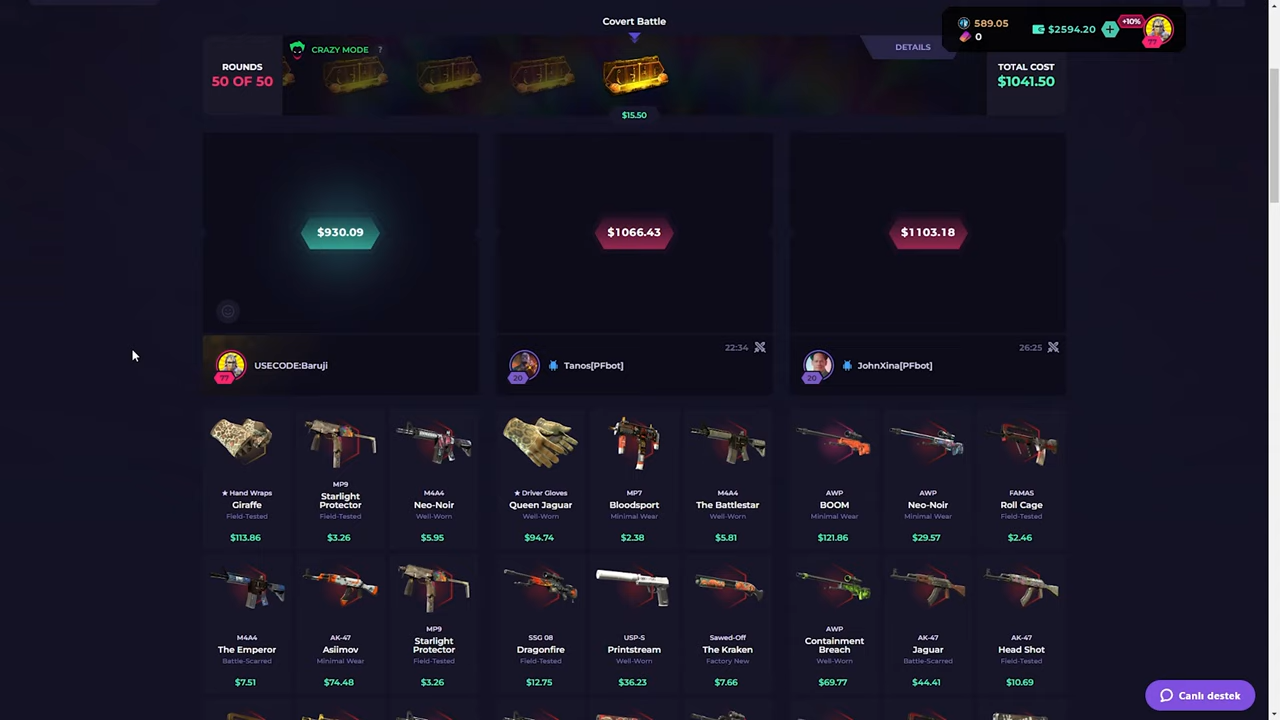 Covert Battle
589.05
0
$2594.20
+10%
77
CRAZY MODE ?
DETAILS
ROUNDS
50 OF 50
TOTAL COST
$1041.50
$15.50
$930.09
$1066.43
$1103.18
22:34
26:25
77
USECODE:Baruji
20
Tanos[PFbot]
20
JohnXina[PFbot]
★ Hand Wraps
Giraffe
Field-Tested
$113.86
MP9
Starlight
Protector
Field-Tested
$3.26
M4A4
Neo-Noir
Well-Worn
$5.95
★ Driver Gloves
Queen Jaguar
Well-Worn
$94.74
MP7
Bloodsport
Minimal Wear
$2.38
M4A4
The Battlestar
Well-Worn
$5.81
AWP
BOOM
Minimal Wear
$121.86
AWP
Neo-Noir
Minimal Wear
$29.57
FAMAS
Roll Cage
Field-Tested
$2.46
M4A4
The Emperor
Battle-Scarred
$7.51
AK-47
Asiimov
Minimal Wear
$74.48
MP9
Starlight
Protector
Field-Tested
$3.26
SSG 08
Dragonfire
Field-Tested
$12.75
USP-S
Printstream
Well-Worn
$36.23
Sawed-Off
The Kraken
Factory New
$7.66
AWP
Containment
Breach
Well-Worn
$69.77
AK-47
Jaguar
Battle-Scarred
$44.41
AK-47
Head Shot
Field-Tested
$10.69
Canlı destek